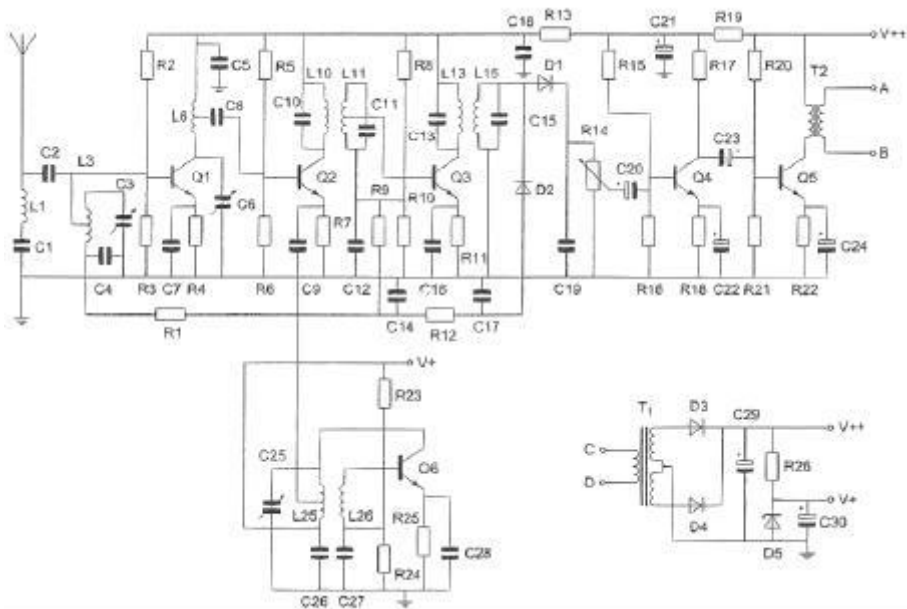 C18 R13 C21 R19 V++
R2 C5 R5 L10 L11 R8 L13 L15 D1 R15 R17 R20 T2
C8 C10 C11 C13 C15 A
L6 R14 C23
C2 L3 C20 B
C3 Q1 Q2 Q3 D2 Q4 Q5
L1 C6 R7 R9 R10
C1 R11 C24
C4 R3 C7 R4 R6 C9 C12 C16 C19 R16 R18 C22 R21 R22
R1 C14 R12 C17
V+
R23
T1 D3 C29 V++
C25 Q6 C
L25 L26 R25 D R26 V+
D4 C30
R24 C28 D5
C26 C27